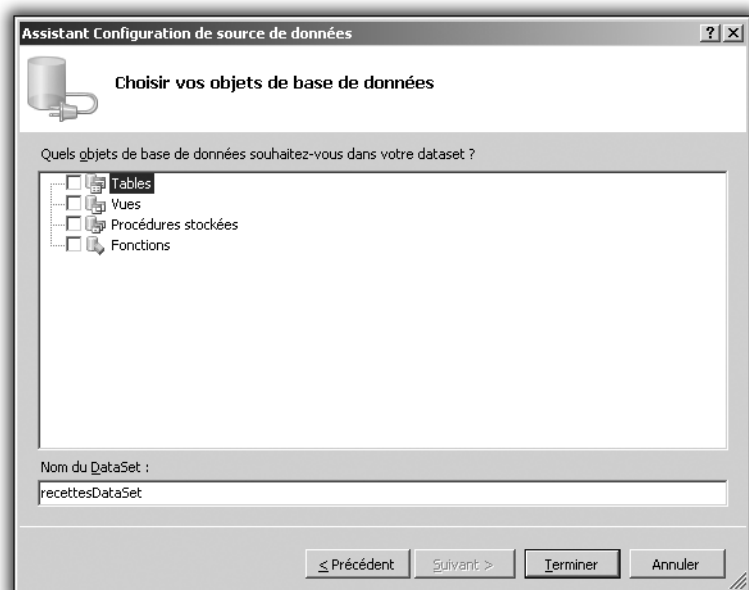 Assistant Configuration de source de données
Choisir vos objets de base de données
Quels objets de base de données souhaitez-vous dans votre dataset ?
Tables
Vues
Procédures stockées
Fonctions
Nom du DataSet :
recettesDataSet
< Précédent Suivant > Terminer Annuler